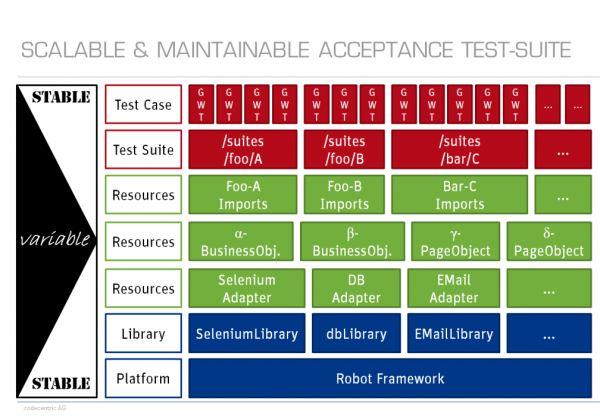 SCALABLE & MAINTAINABLE ACCEPTANCE TEST-SUITE
STABLE
Test Case
G W T
G W T
G W T
G W T
G W T
G W T
G W T
G W T
G W T
G W T
G W T
G W T
...
...
Test Suite
/suites
/foo/A
/suites
/foo/B
/suites
/bar/C
...
Resources
Foo-A
Imports
Foo-B
Imports
Bar-C
Imports
...
variable
Resources
α-
BusinessObj.
β-
BusinessObj.
γ-
PageObject
δ-
PageObject
Resources
Selenium
Adapter
DB
Adapter
EMail
Adapter
...
Library
SeleniumLibrary
dbLibrary
EMailLibrary
...
STABLE
Platform
Robot Framework
codecentric AG